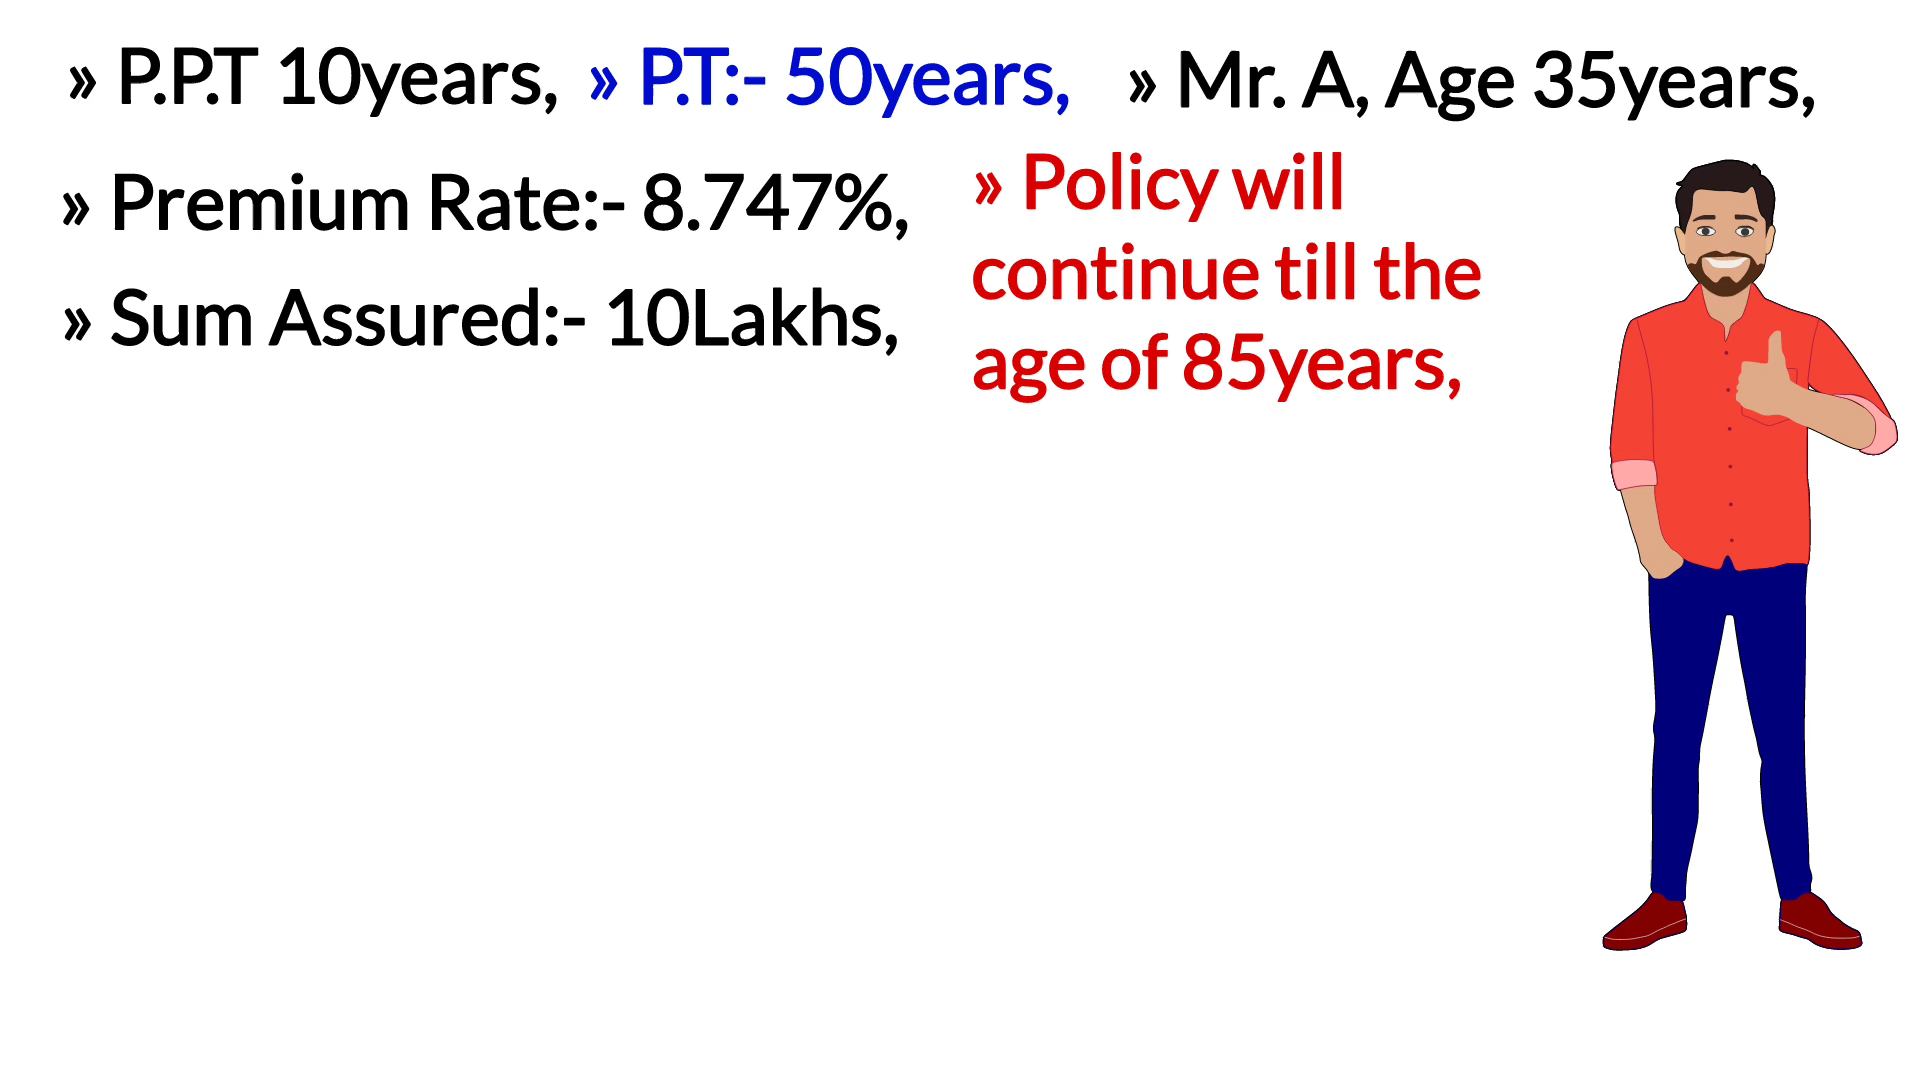 » P.P.T 10years, » P.T:- 50years, » Mr. A, Age 35years,
» Premium Rate:- 8.747%,
» Sum Assured:- 10Lakhs,
» Policy will
continue till the
age of 85years,